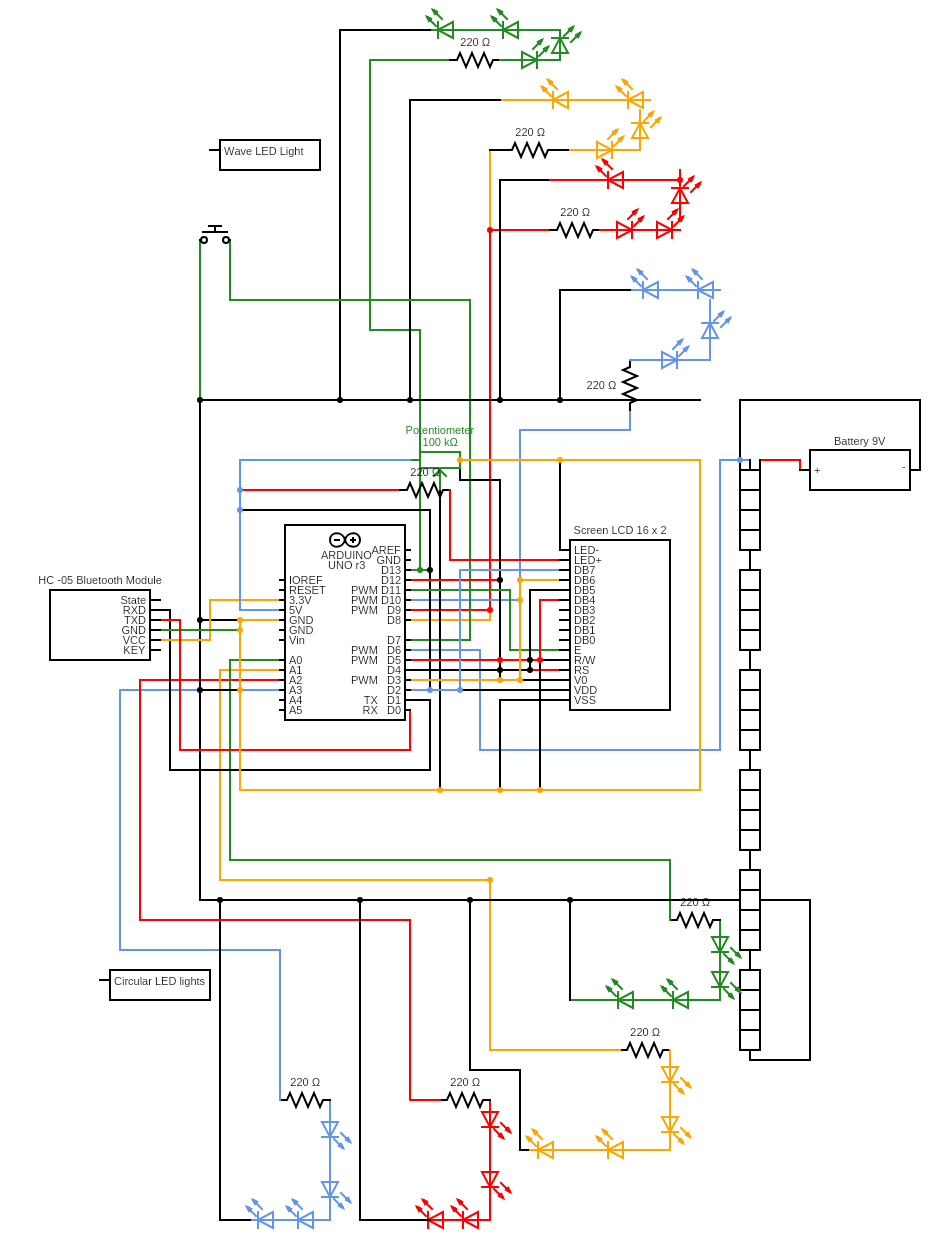 220 Ω
220 Ω
Wave LED Light
220 Ω
220 Ω
Potentiometer
100 kΩ
220 Ω
Battery 9V
+
-
ARDUINO
UNO r3
IOREF
RESET
3.3V
5V
GND
GND
Vin
A0
A1
A2
A3
A4
A5
AREF
GND
D13
D12
PWM D11
PWM D10
PWM D9
D8
D7
PWM D6
PWM D5
D4
PWM D3
D2
TX D1
RX D0
Screen LCD 16 x 2
LED-
LED+
DB7
DB6
DB5
DB4
DB3
DB2
DB1
DB0
E
R/W
RS
V0
VDD
VSS
HC -05 Bluetooth Module
State
RXD
TXD
GND
VCC
KEY
220 Ω
Circular LED lights
220 Ω
220 Ω
220 Ω